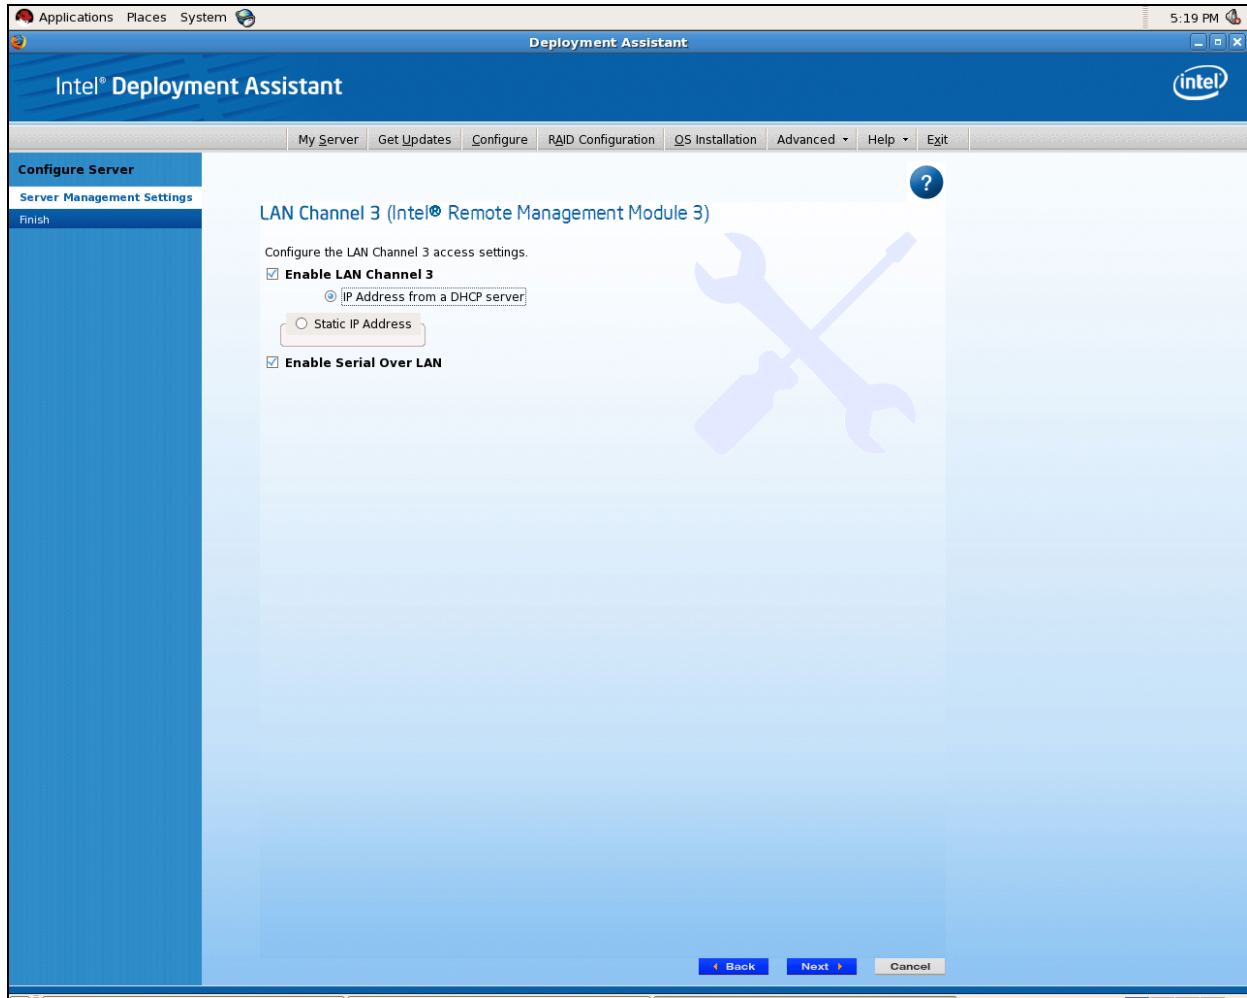 Applications Places System 5:19 PM
Deployment Assistant
Intel® Deployment Assistant
intel
My Server Get Updates Configure RAID Configuration OS Installation Advanced Help Exit
Configure Server
Server Management Settings
Finish
?
LAN Channel 3 (Intel® Remote Management Module 3)
Configure the LAN Channel 3 access settings.
Enable LAN Channel 3
IP Address from a DHCP server
Static IP Address
Enable Serial Over LAN
Back Next Cancel